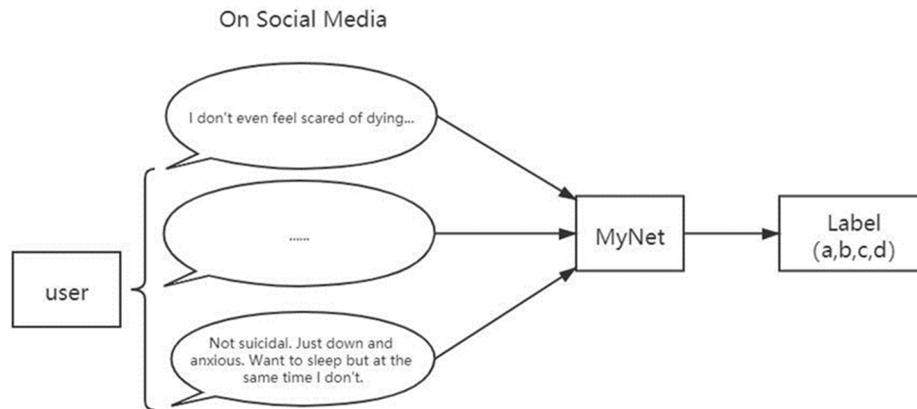 On Social Media
I don't even feel scared of dying...
......
user
Not suicidal. Just down and
anxious. Want to sleep but at the
same time I don't.
MyNet
Label
(a,b,c,d)